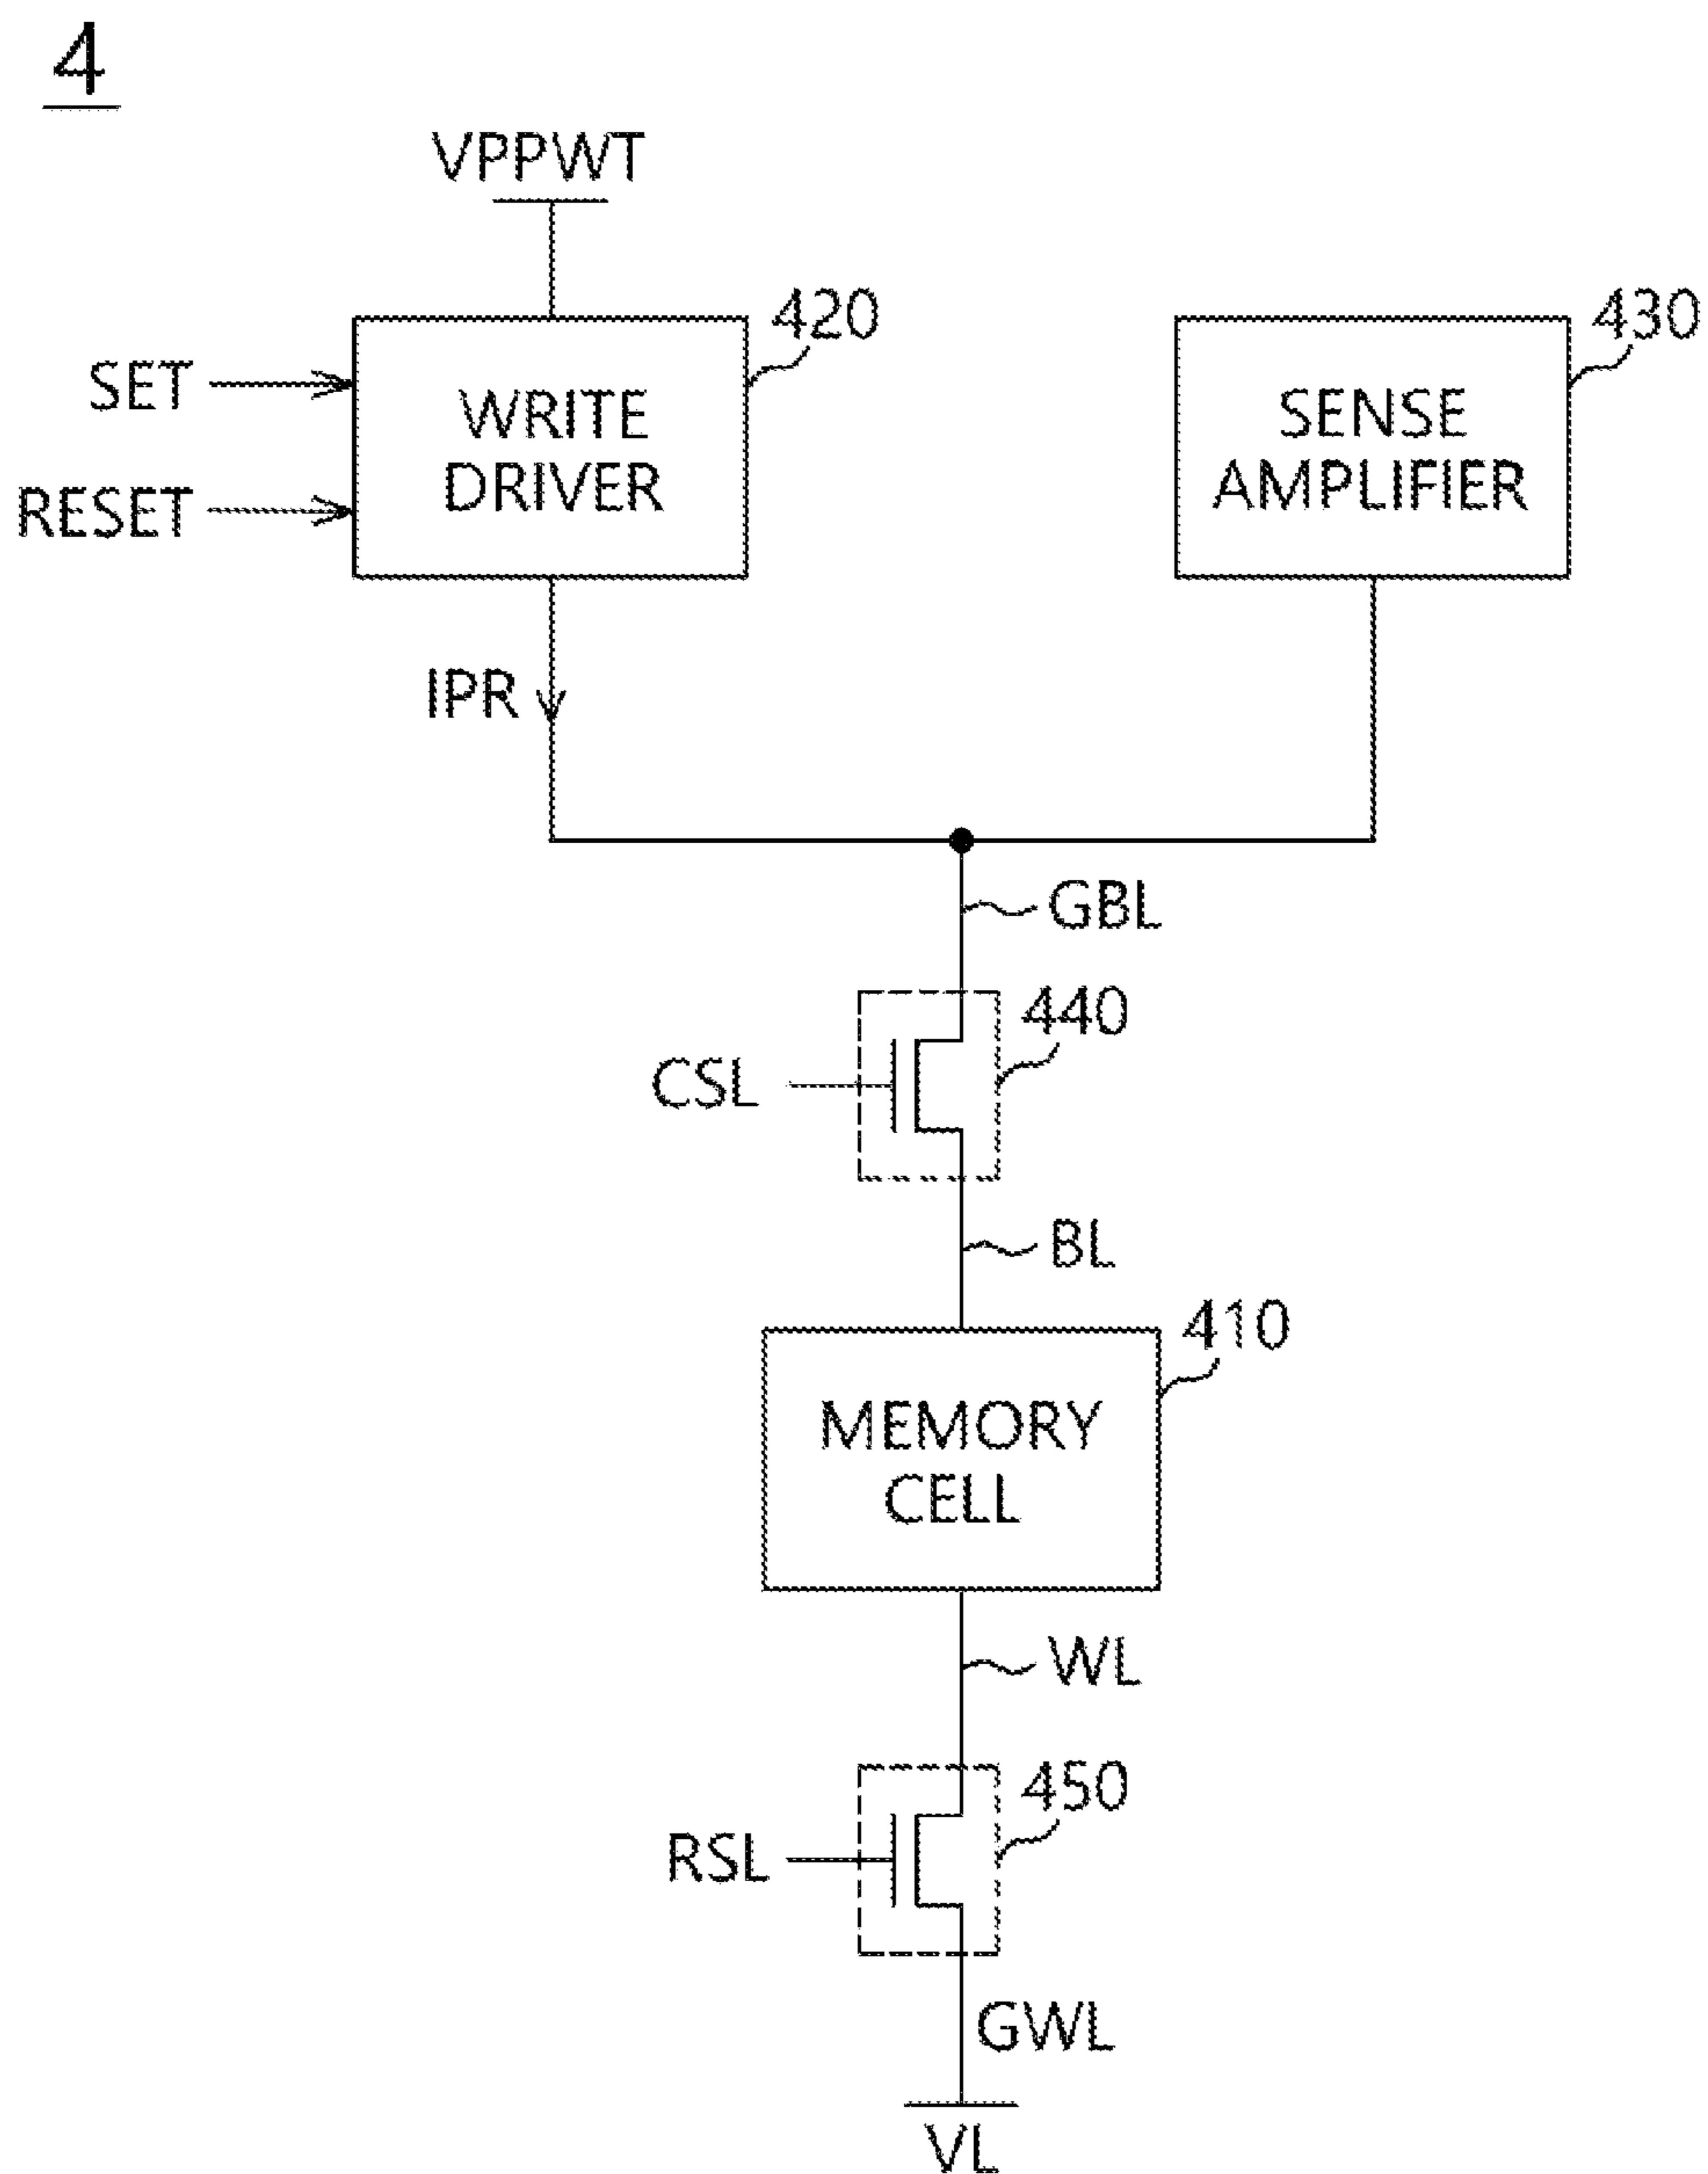 4
VPPWT
420
430
SET
WRITE
DRIVER
SENSE
AMPLIFIER
RESET
IPR
GBL
440
CSL
BL
410
MEMORY
CELL
WL
450
RSL
GWL
VL